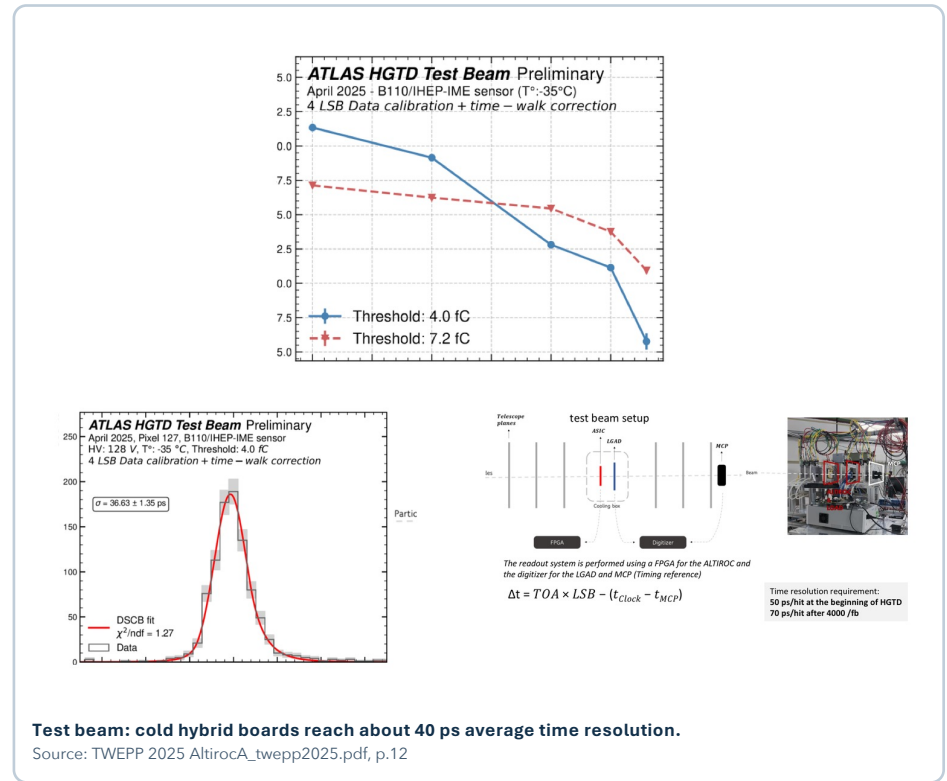 ATLAS HGTD Test Beam Preliminary
April 2025 - B110/IHEP-IME sensor (T°:-35°C)
4 LSB Data calibration + time − walk correction
5.0
2.5
0.0
7.5
5.0
2.5
0.0
7.5
5.0
Threshold: 4.0 fC
Threshold: 7.2 fC
ATLAS HGTD Test Beam Preliminary
April 2025, Pixel 127, B110/IHEP-IME sensor
HV: 128 V, T°: -35 °C, Threshold: 4.0 fC
4 LSB Data calibration + time − walk correction
σ = 36.63 ± 1.35 ps
250
200
150
100
50
0
DSCB fit
χ²/ndf = 1.27
Data
Partic
les
Telescope
planes
test beam setup
ASIC
LGAD
MCP
Beam
Cooling box
FPGA
Digitizer
The readout system is performed using a FPGA for the ALTIROC and
the digitizer for the LGAD and MCP (Timing reference)
Δt = TOA × LSB − (t_Clock − t_MCP)
MCP
Time resolution requirement:
50 ps/hit at the beginning of HGTD
70 ps/hit after 4000 /fb
Test beam: cold hybrid boards reach about 40 ps average time resolution.
Source: TWEPP 2025 AltirocA_twepp2025.pdf, p.12